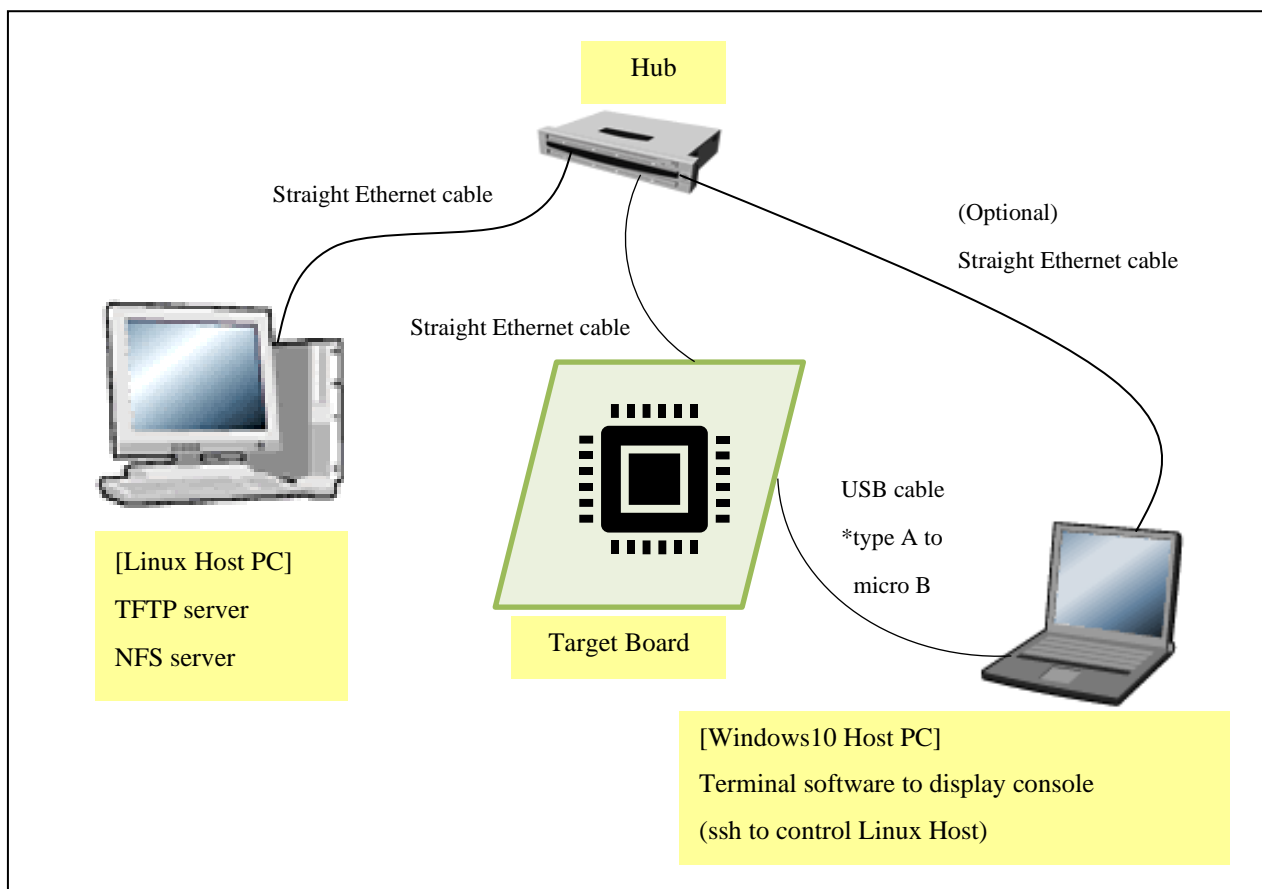 Hub
Straight Ethernet cable
(Optional)
Straight Ethernet cable
Straight Ethernet cable
USB cable
*type A to
micro B
[Linux Host PC]
TFTP server
NFS server
Target Board
[Windows10 Host PC]
Terminal software to display console
(ssh to control Linux Host)